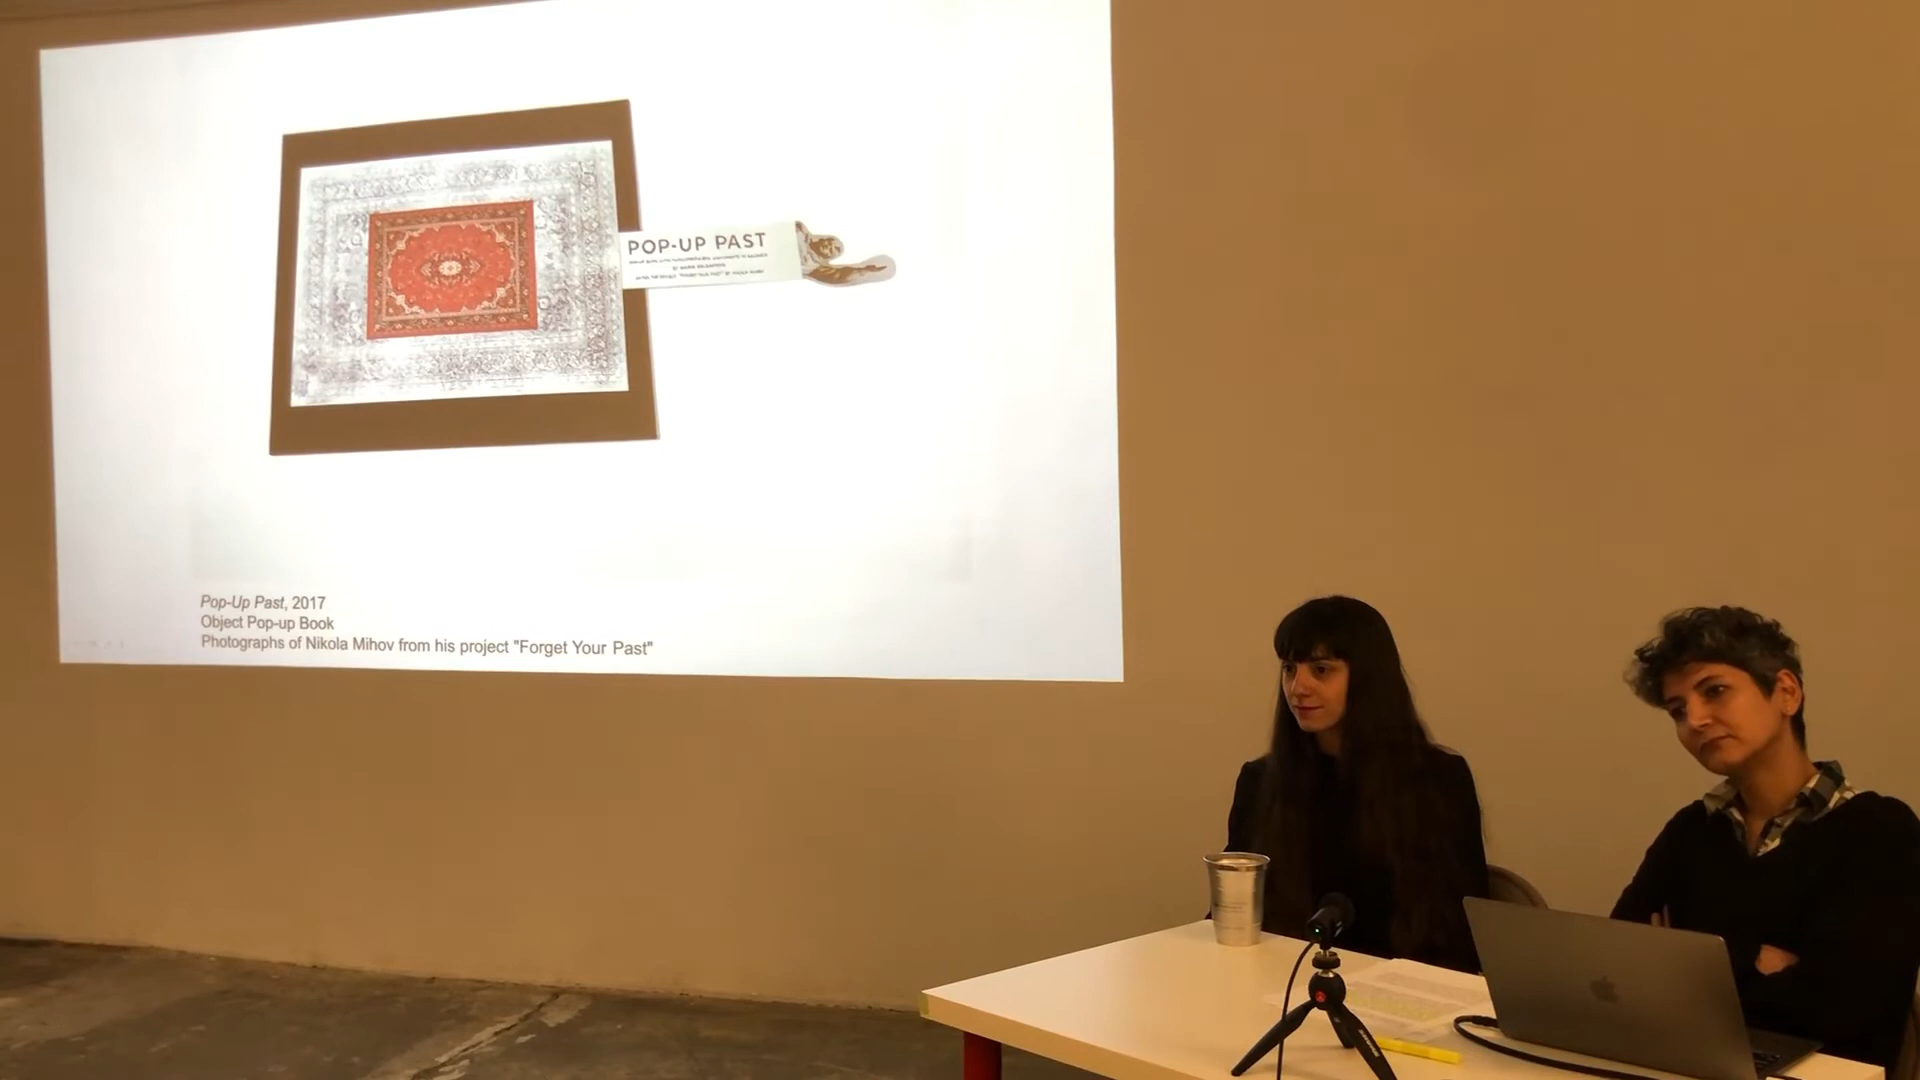 POP-UP PAST
Pop-Up Past, 2017
Object Pop-up Book
Photographs of Nikola Mihov from his project "Forget Your Past"